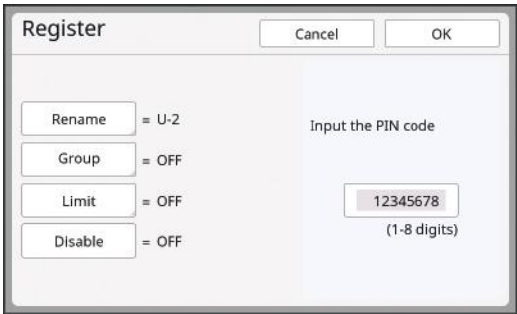 Register
Cancel
OK
Rename = U-2
Group = OFF
Limit = OFF
Disable = OFF
Input the PIN code
12345678
(1-8 digits)